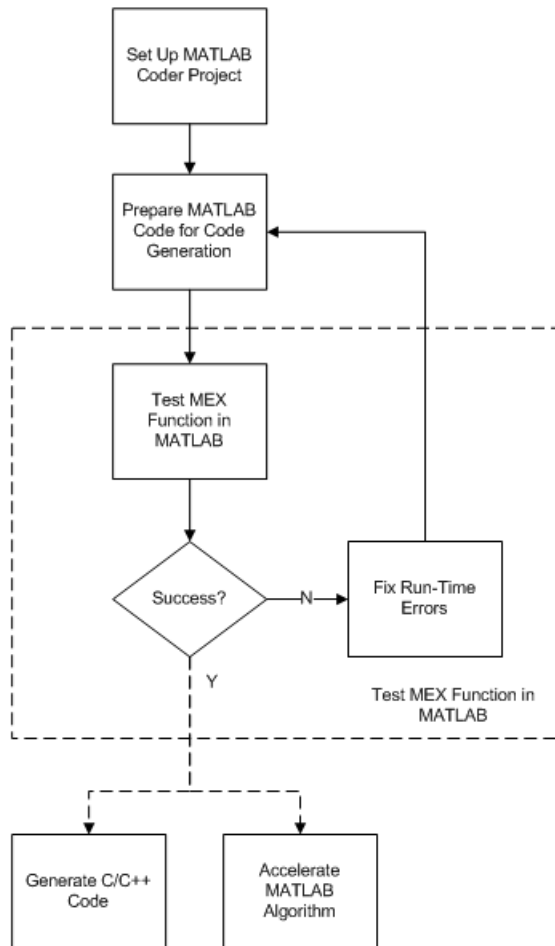 Set Up MATLAB
Coder Project
Prepare MATLAB
Code for Code
Generation
Test MEX
Function in
MATLAB
Success?
N
Fix Run-Time
Errors
Y
Test MEX Function in
MATLAB
Generate C/C++
Code
Accelerate
MATLAB
Algorithm